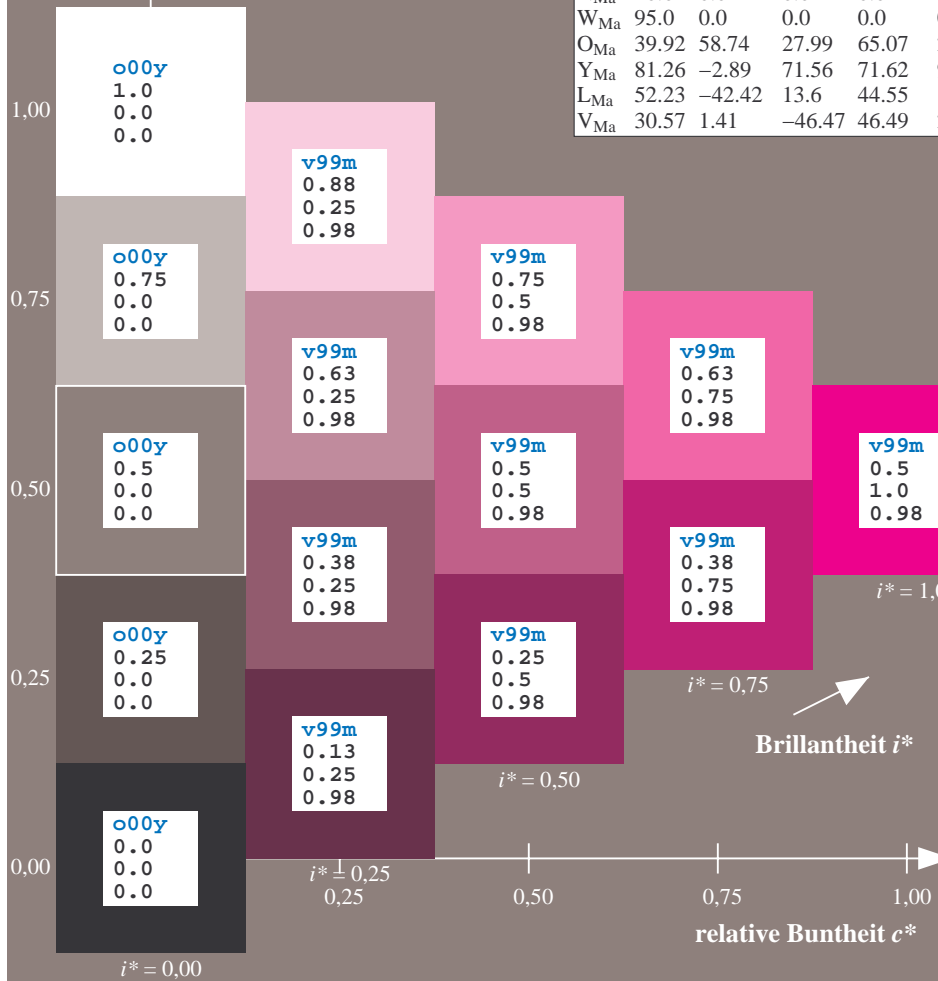 W_Ma 95.0 0.0 0.0 0.0
O_Ma 39.92 58.74 27.99 65.07
Y_Ma 81.26 −2.89 71.56 71.62
L_Ma 52.23 −42.42 13.6 44.55
V_Ma 30.57 1.41 −46.47 46.49
1,00
o00y
1.0
0.0
0.0
v99m
0.88
0.25
0.98
0,75
o00y
0.75
0.0
0.0
v99m
0.75
0.5
0.98
v99m
0.63
0.25
0.98
v99m
0.63
0.75
0.98
0,50
o00y
0.5
0.0
0.0
v99m
0.5
0.5
0.98
v99m
0.5
1.0
0.98
v99m
0.38
0.25
0.98
v99m
0.38
0.75
0.98
i* = 1,0
0,25
o00y
0.25
0.0
0.0
v99m
0.25
0.5
0.98
i* = 0,75
v99m
0.13
0.25
0.98
Brillantheit i*
i* = 0,50
0,00
o00y
0.0
0.0
0.0
i* = 0,25
0,25
0,50
0,75
1,00
relative Buntheit c*
i* = 0,00